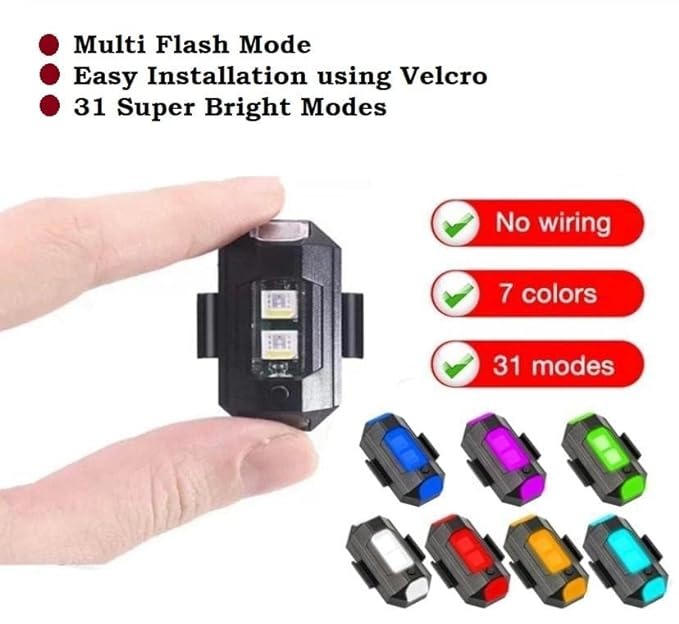 Multi Flash Mode
Easy Installation using Velcro
31 Super Bright Modes
No wiring
7 colors
31 modes